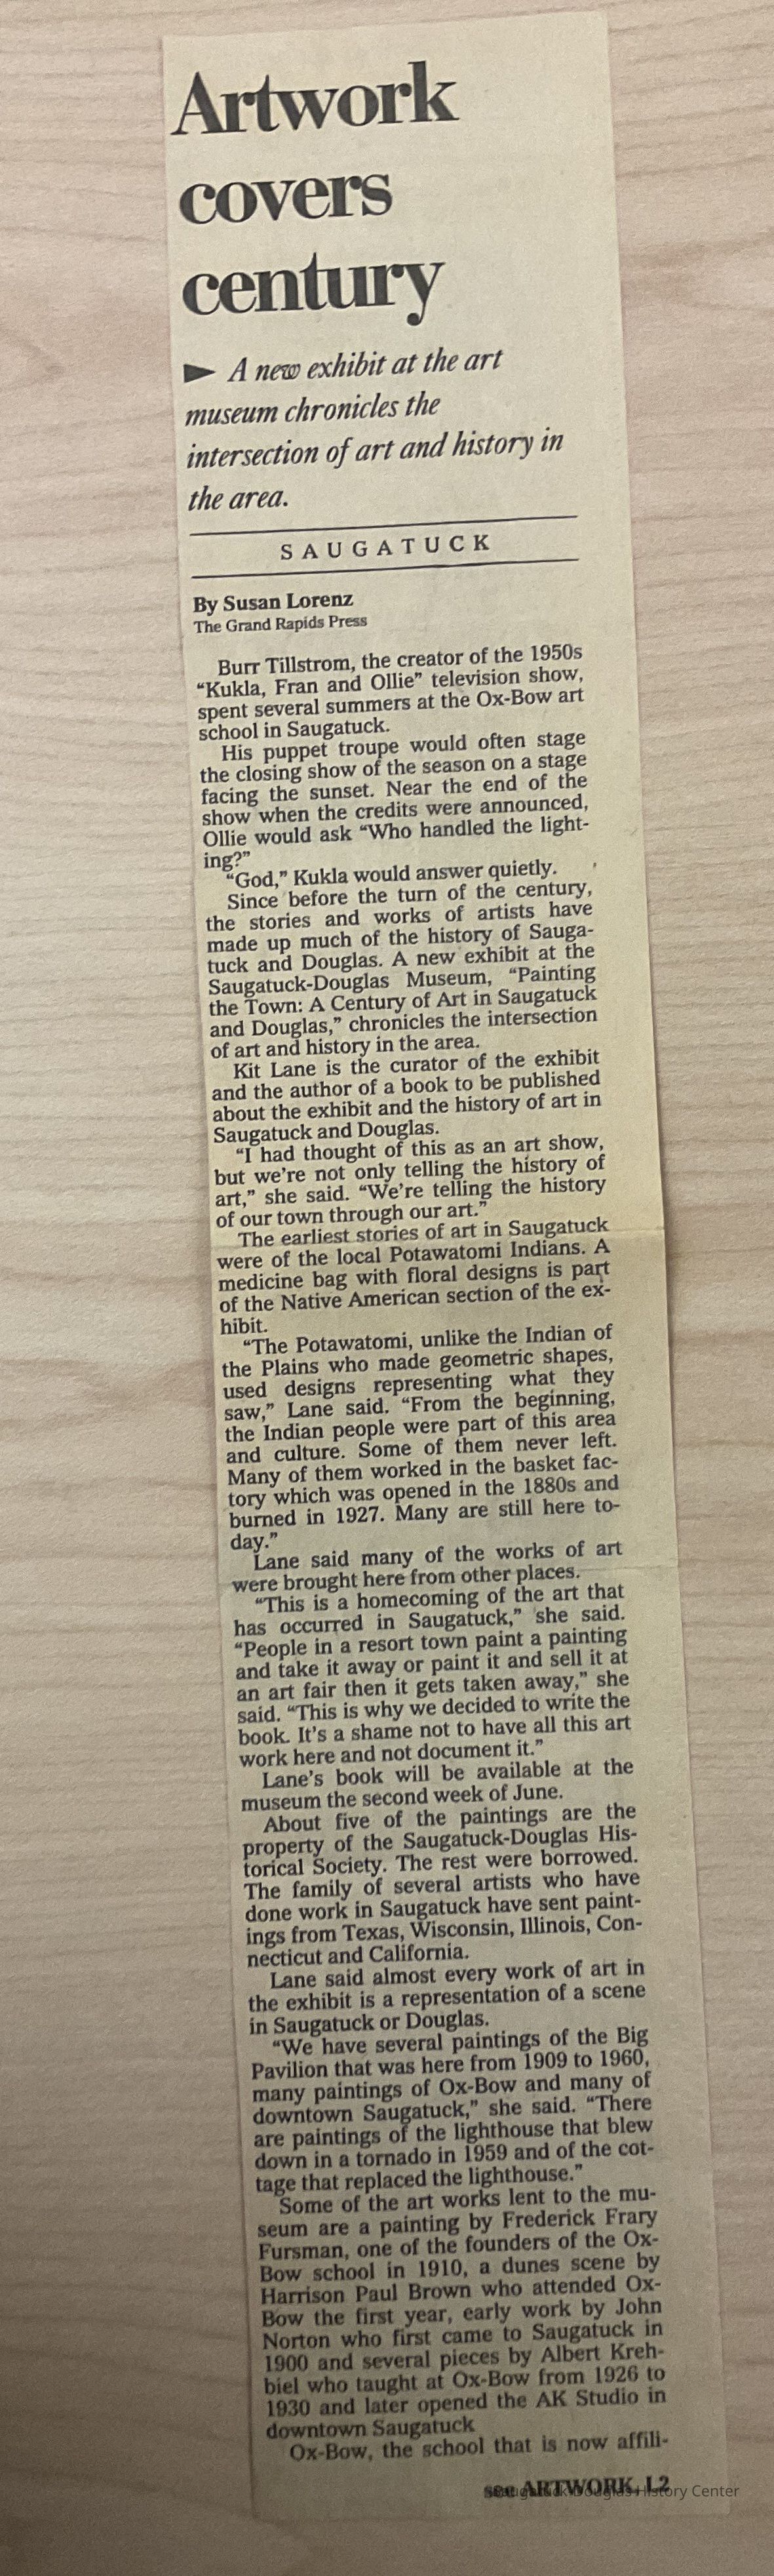 Artwork
covers
century
► A new exhibit at the art
museum chronicles the
intersection of art and history in
the area.
SAUGATUCK
By Susan Lorenz
The Grand Rapids Press
Burr Tillstrom, the creator of the 1950s
“Kukla, Fran and Ollie” television show,
spent several summers at the Ox-Bow art
school in Saugatuck.
His puppet troupe would often stage
the closing show of the season on a stage
facing the sunset. Near the end of the
show when the credits were announced,
Ollie would ask “Who handled the light-
ing?”
“God,” Kukla would answer quietly.
Since before the turn of the century,
the stories and works of artists have
made up much of the history of Sauga-
tuck and Douglas. A new exhibit at the
Saugatuck-Douglas Museum, “Painting
the Town: A Century of Art in Saugatuck
and Douglas,” chronicles the intersection
of art and history in the area.
Kit Lane is the curator of the exhibit
and the author of a book to be published
about the exhibit and the history of art in
Saugatuck and Douglas.
“I had thought of this as an art show,
but we’re not only telling the history of
art,” she said. “We’re telling the history
of our town through our art.”
The earliest stories of art in Saugatuck
were of the local Potawatomi Indians. A
medicine bag with floral designs is part
of the Native American section of the ex-
hibit.
“The Potawatomi, unlike the Indian of
the Plains who made geometric shapes,
used designs representing what they
saw,” Lane said. “From the beginning,
the Indian people were part of this area
and culture. Some of them never left.
Many of them worked in the basket fac-
tory which was opened in the 1880s and
burned in 1927. Many are still here to-
day.”
Lane said many of the works of art
were brought here from other places.
“This is a homecoming of the art that
has occurred in Saugatuck,” she said.
“People in a resort town paint a painting
and take it away or paint it and sell it at
an art fair then it gets taken away,” she
said. “This is why we decided to write the
book. It’s a shame not to have all this art
work here and not document it.”
Lane’s book will be available at the
museum the second week of June.
About five of the paintings are the
property of the Saugatuck-Douglas His-
torical Society. The rest were borrowed.
The family of several artists who have
done work in Saugatuck have sent paint-
ings from Texas, Wisconsin, Illinois, Con-
necticut and California.
Lane said almost every work of art in
the exhibit is a representation of a scene
in Saugatuck or Douglas.
“We have several paintings of the Big
Pavilion that was here from 1909 to 1960,
many paintings of Ox-Bow and many of
downtown Saugatuck,” she said. “There
are paintings of the lighthouse that blew
down in a tornado in 1959 and of the cot-
tage that replaced the lighthouse.”
Some of the art works lent to the mu-
seum are a painting by Frederick Frary
Fursman, one of the founders of the Ox-
Bow school in 1910, a dunes scene by
Harrison Paul Brown who attended Ox-
Bow the first year, early work by John
Norton who first came to Saugatuck in
1900 and several pieces by Albert Kreh-
biel who taught at Ox-Bow from 1926 to
1930 and later opened the AK Studio in
downtown Saugatuck
Ox-Bow, the school that is now affili-
see ARTWORK, L2
Saugatuck-Douglas History Center